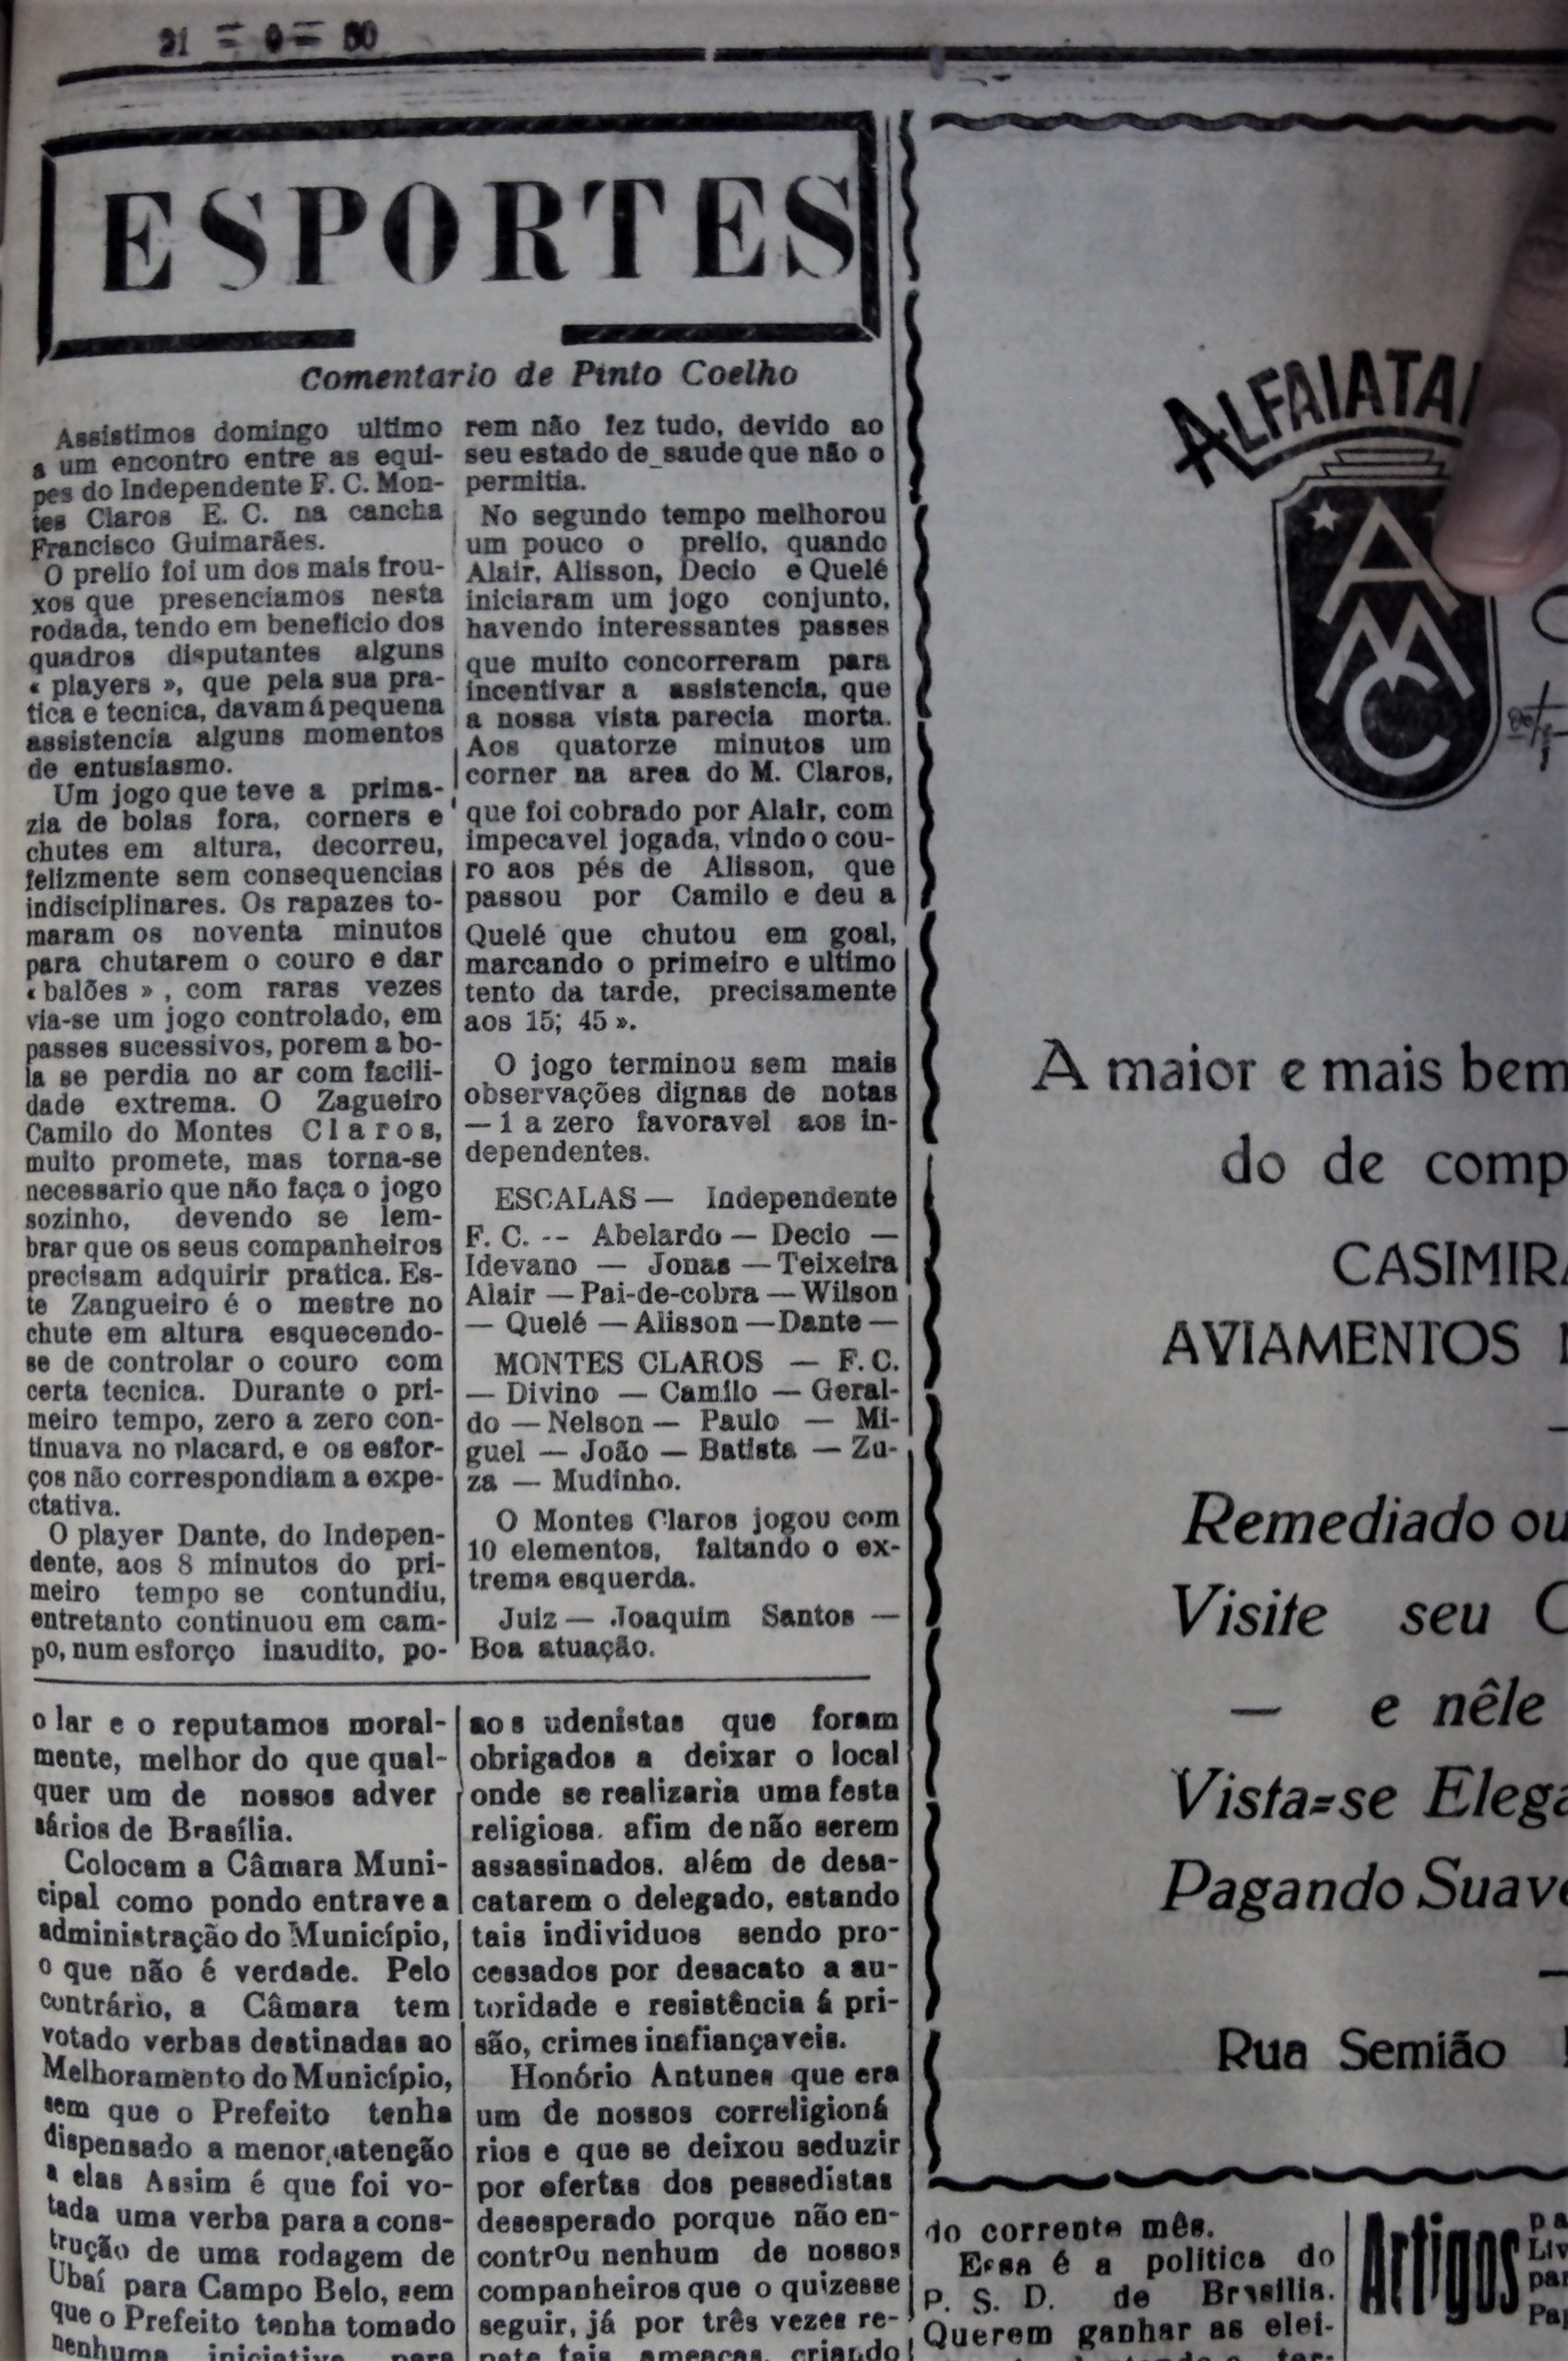 ESPORTES
Comentario de Pinto Coelho
Assistimos domingo ultimo
a um encontro entre as equi-
pes do Independente F. C. Mon-
tes Claros E. C. na cancha
Francisco Guimarães.
O prelio foi um dos mais frou-
xos que presenciamos nesta
rodada, tendo em beneficio dos
quadros disputantes alguns
« players », que pela sua pra-
tica e tecnica, davam á pequena
assistencia alguns momentos
de entusiasmo.
Um jogo que teve a prima-
zia de bolas fora, corners e
chutes em altura, decorreu,
felizmente sem consequencias
indisciplinares. Os rapazes to-
maram os noventa minutos
para chutarem o couro e dar
« balões » , com raras vezes
via-se um jogo controlado, em
passes sucessivos, porem a bo-
la se perdia no ar com facili-
dade extrema. O Zagueiro
Camilo do Montes Claros,
muito promete, mas torna-se
necessario que não faça o jogo
sozinho, devendo se lem-
brar que os seus companheiros
precisam adquirir pratica. Es-
te Zangueiro é o mestre no
chute em altura esquecendo-
se de controlar o couro com
certa tecnica. Durante o pri-
meiro tempo, zero a zero con-
tinuava no placard, e os esfor-
ços não correspondiam a expe-
ctativa.
O player Dante, do Indepen-
dente, aos 8 minutos do pri-
meiro tempo se contundiu,
entretanto continuou em cam-
po, num esforço inaudito, po-
rem não fez tudo, devido ao
seu estado de saude que não o
permitia.
No segundo tempo melhorou
um pouco o prelio, quando
Alair, Alisson, Decio e Quelé
iniciaram um jogo conjunto,
havendo interessantes passes
que muito concorreram para
incentivar a assistencia, que
a nossa vista parecia morta.
Aos quatorze minutos um
corner na area do M. Claros,
que foi cobrado por Alair, com
impecavel jogada, vindo o cou-
ro aos pés de Alisson, que
passou por Camilo e deu a
Quelé que chutou em goal,
marcando o primeiro e ultimo
tento da tarde, precisamente
aos 15; 45 ».
O jogo terminou sem mais
observações dignas de notas
— 1 a zero favoravel aos in-
dependentes.
ESCALAS — Independente
F. C. -- Abelardo — Decio —
Idevano — Jonas — Teixeira
Alair — Pai-de-cobra — Wilson
— Quelé — Alisson — Dante —
MONTES CLAROS — F. C.
— Divino — Camilo — Geral-
do — Nelson — Paulo — Mi-
guel — João — Batista — Zu-
za — Mudinho.
O Montes Claros jogou com
10 elementos, faltando o ex-
trema esquerda.
Juiz — Joaquim Santos —
Boa atuação.
o lar e o reputamos moral-
mente, melhor do que qual-
quer um de nossos adver
sários de Brasília.
Colocam a Câmara Muni-
cipal como pondo entrave a
administração do Município,
o que não é verdade. Pelo
contrário, a Câmara tem
votado verbas destinadas ao
Melhoramento do Município,
sem que o Prefeito tenha
dispensado a menor atenção
a elas Assim é que foi vo-
tada uma verba para a cons-
trução de uma rodagem de
Ubaí para Campo Belo, sem
que o Prefeito tenha tomado
nenhuma iniciativa para
aos udenistas que foram
obrigados a deixar o local
onde se realizaria uma festa
religiosa. afim de não serem
assassinados. além de desa-
catarem o delegado, estando
tais individuos sendo pro-
cessados por desacato a au-
toridade e resistência á pri-
são, crimes inafiançaveis.
Honório Antunes que era
um de nossos correligioná
rios e que se deixou seduzir
por ofertas dos pessedistas
desesperado porque não en-
controu nenhum de nossos
companheiros que o quizesse
seguir, já por três vezes re-
pete tais ameaças, criando
ALFAIATA
AMC
A maior e mais bem
do de comp
CASIMIRA
AVIAMENTOS
Remediado ou
Visite seu
— e nêle
Vista=se Elega
Pagando Suave
Rua Semião
do corrente mês.
Essa é a politica do
P. S. D. de Brasilia.
Querem ganhar as elei-
Artigos